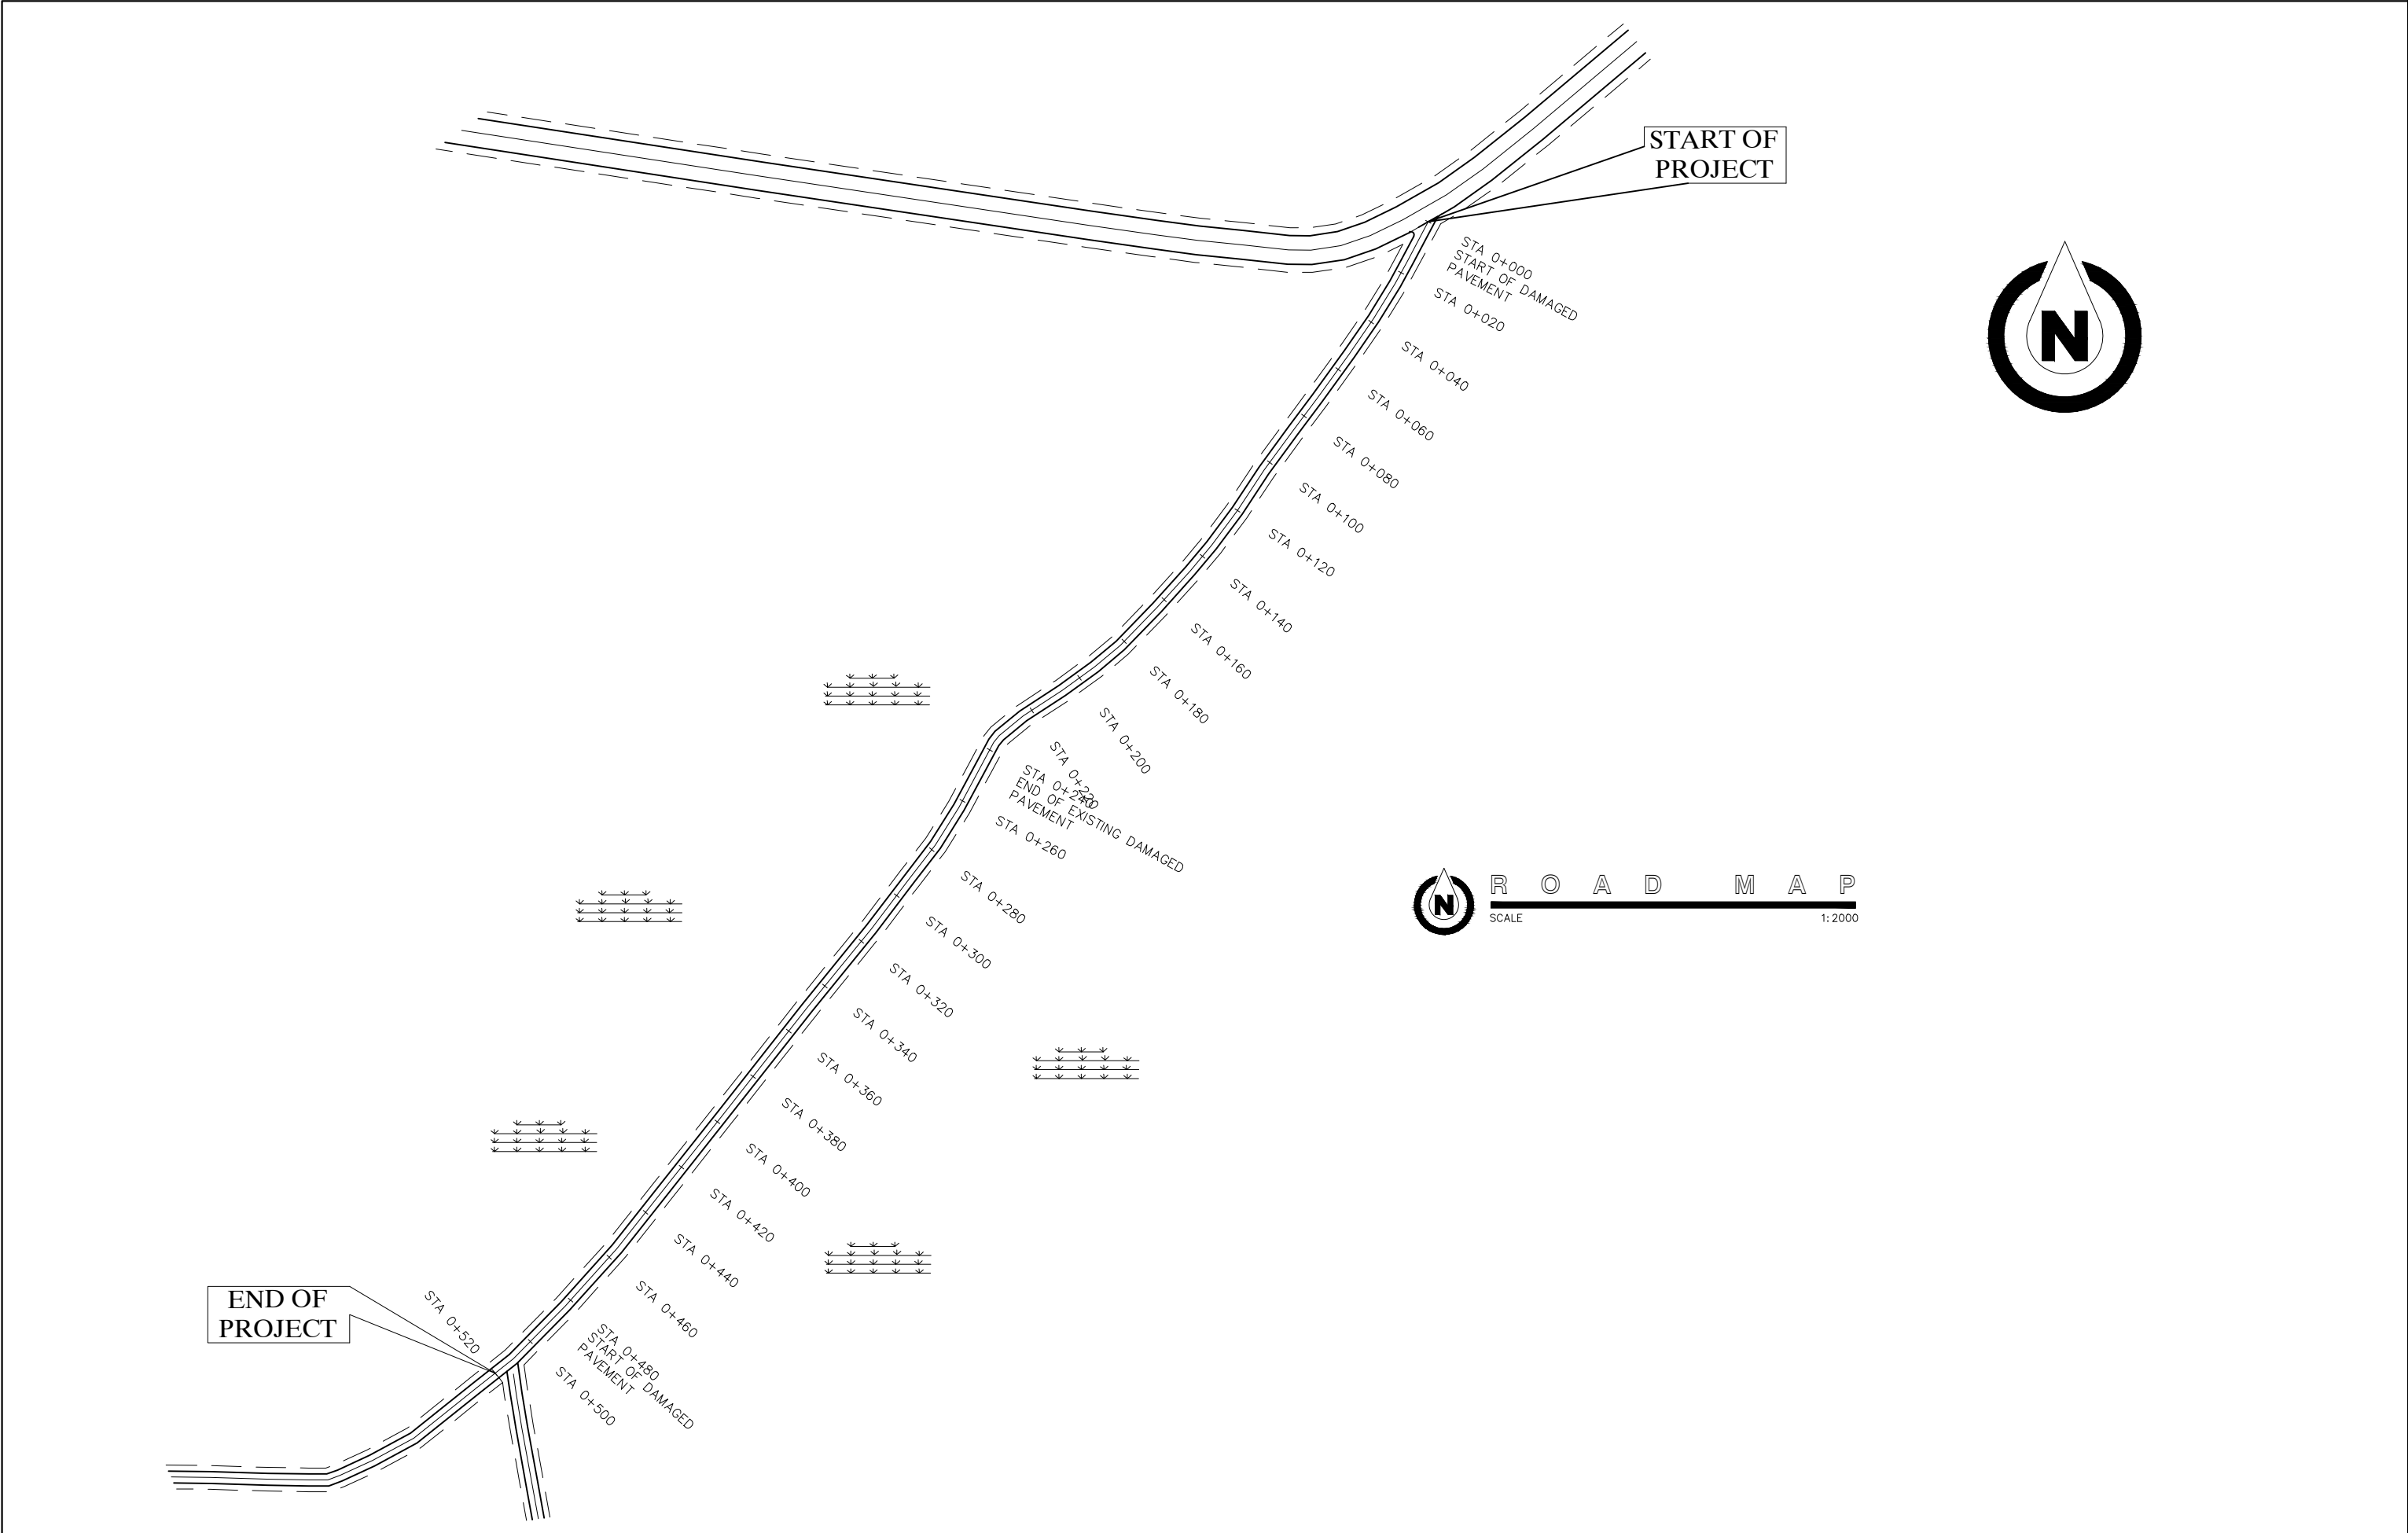 START OF
PROJECT
STA 0+000
START OF DAMAGED
PAVEMENT
STA 0+020
N
STA 0+040
STA 0+060
STA 0+080
STA 0+100
STA 0+120
STA 0+140
STA 0+160
STA 0+180
STA 0+200
STA 0+220
STA 0+240
END OF EXISTING DAMAGED
PAVEMENT
STA 0+260
STA 0+280
N
ROAD MAP
SCALE 1:2000
STA 0+300
STA 0+320
STA 0+340
STA 0+360
STA 0+380
STA 0+400
STA 0+420
STA 0+440
STA 0+460
STA 0+480
START OF DAMAGED
PAVEMENT
STA 0+500
STA 0+520
END OF
PROJECT